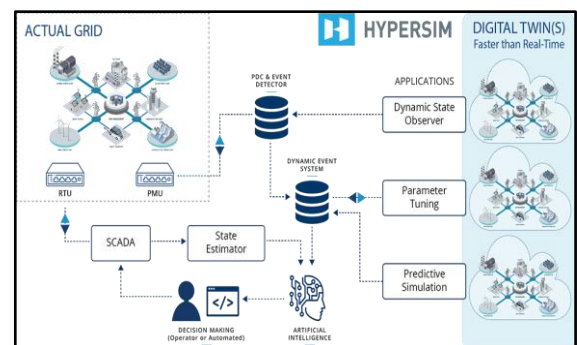 ACTUAL GRID
HYPERSIM
DIGITAL TWIN(S)
Faster than Real-Time
PDC & EVENT
DETECTOR
APPLICATIONS
Dynamic State
Observer
RTU
PMU
DYNAMIC EVENT
SYSTEM
Parameter
Tuning
SCADA
State
Estimator
Predictive
Simulation
DECISION MAKING
(Operator or Automated)
ARTIFICIAL
INTELLIGENCE